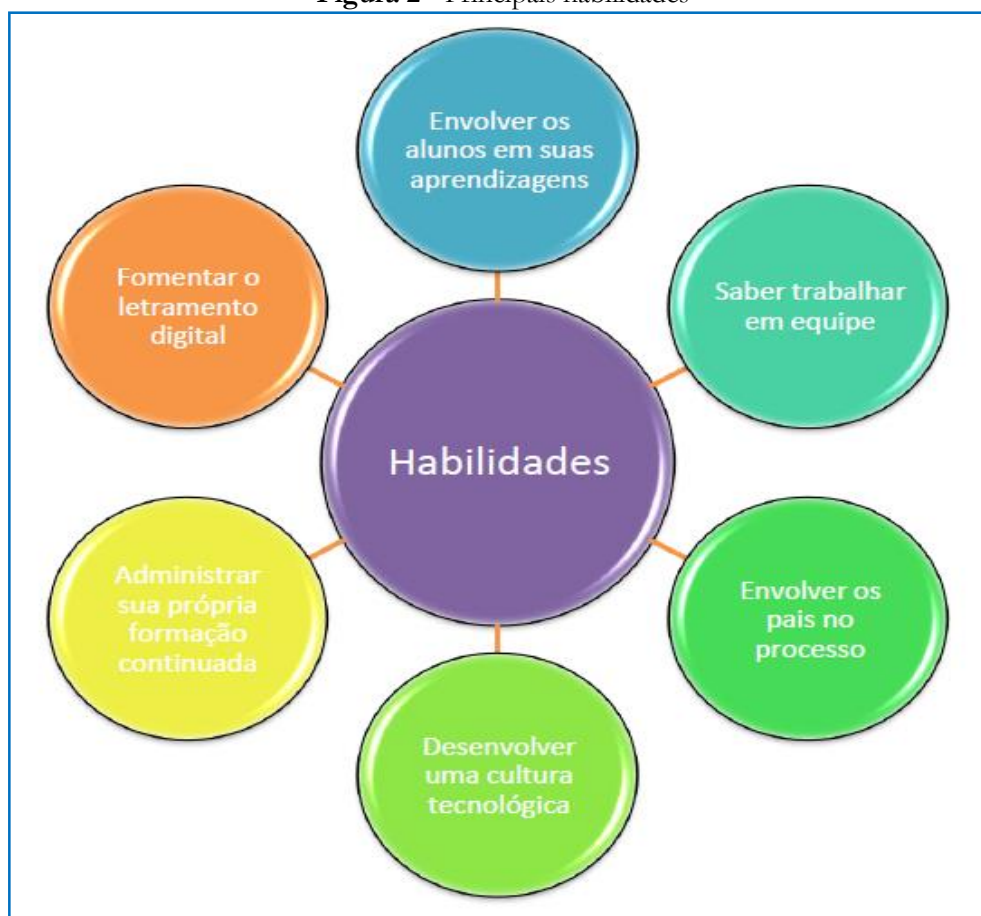 Figura 2 - Principais habilidades
Envolver os
alunos em suas
aprendizagens
Fomentar o
letramento
digital
Saber trabalhar
em equipe
Habilidades
Administrar
sua própria
formação
continuada
Envolver os
pais no
processo
Desenvolver
uma cultura
tecnológica